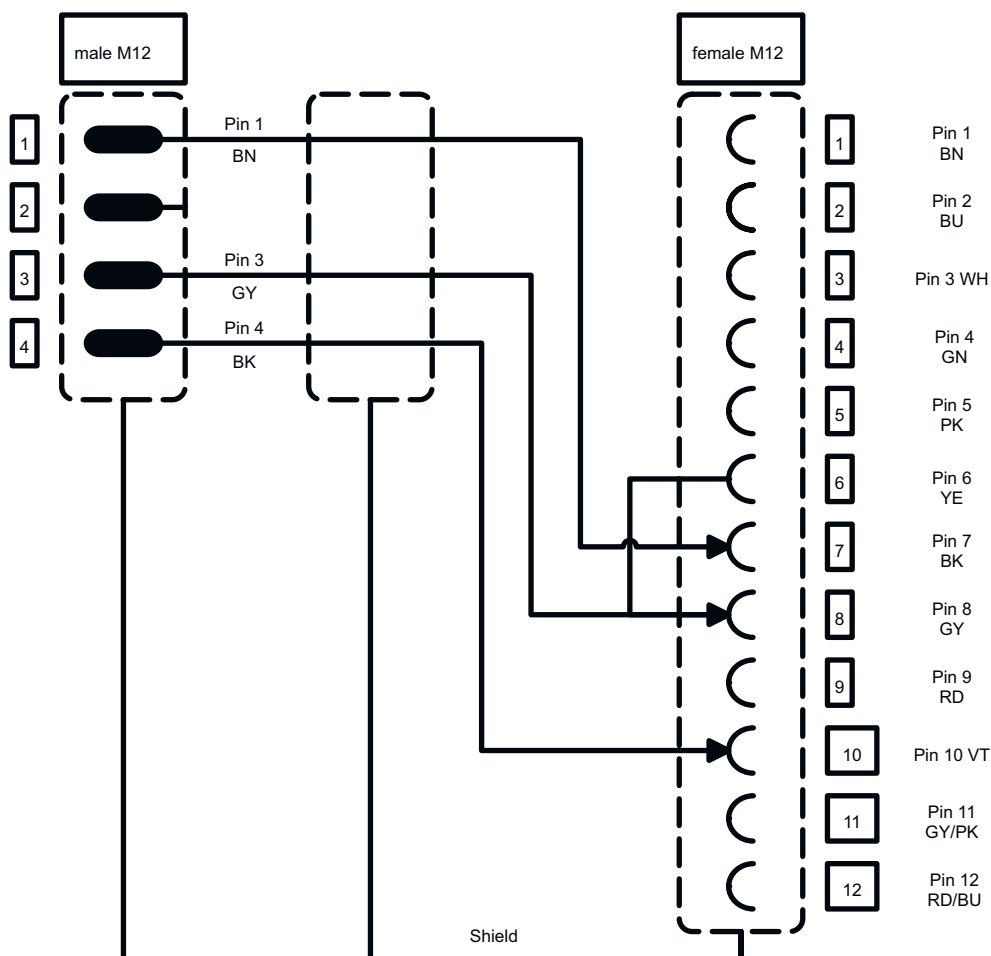 male M12
female M12
1
Pin 1
BN
1
Pin 1
BN
2
2
Pin 2
BU
3
Pin 3
GY
3
Pin 3 WH
4
Pin 4
BK
4
Pin 4
GN
5
Pin 5
PK
6
Pin 6
YE
7
Pin 7
BK
8
Pin 8
GY
9
Pin 9
RD
10
Pin 10 VT
11
Pin 11
GY/PK
12
Pin 12
RD/BU
Shield